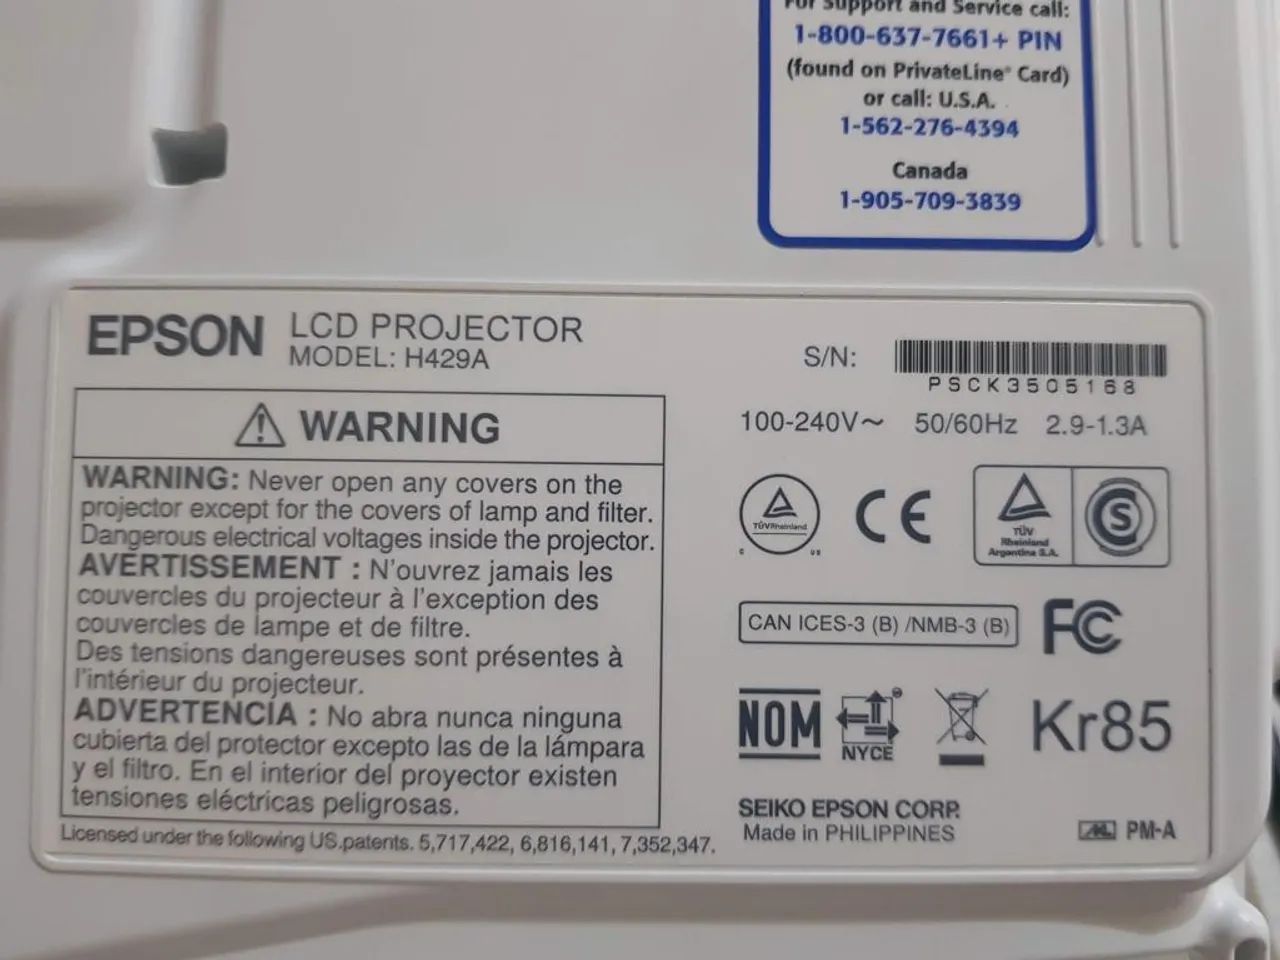 For Support and Service call:
1-800-637-7661+ PIN
(found on PrivateLine® Card)
or call: U.S.A.
1-562-276-4394
Canada
1-905-709-3839
EPSON
LCD PROJECTOR
MODEL: H429A
S/N:
PSCK3505168
100-240V~ 50/60Hz 2.9-1.3A
WARNING
WARNING: Never open any covers on the
projector except for the covers of lamp and filter.
Dangerous electrical voltages inside the projector.
AVERTISSEMENT : N'ouvrez jamais les
couvercles du projecteur à l'exception des
couvercles de lampe et de filtre.
Des tensions dangereuses sont présentes à
l'intérieur du projecteur.
ADVERTENCIA : No abra nunca ninguna
cubierta del protector excepto las de la lámpara
y el filtro. En el interior del proyector existen
tensiones eléctricas peligrosas.
Licensed under the following US.patents. 5,717,422, 6,816,141, 7,352,347.
TÜVRheinland
C US
CE
TÜV
Rheinland
Argentina S.A.
S
CAN ICES-3 (B) /NMB-3 (B)
FC
NOM
NYCE
Kr85
SEIKO EPSON CORP.
Made in PHILIPPINES
PM-A